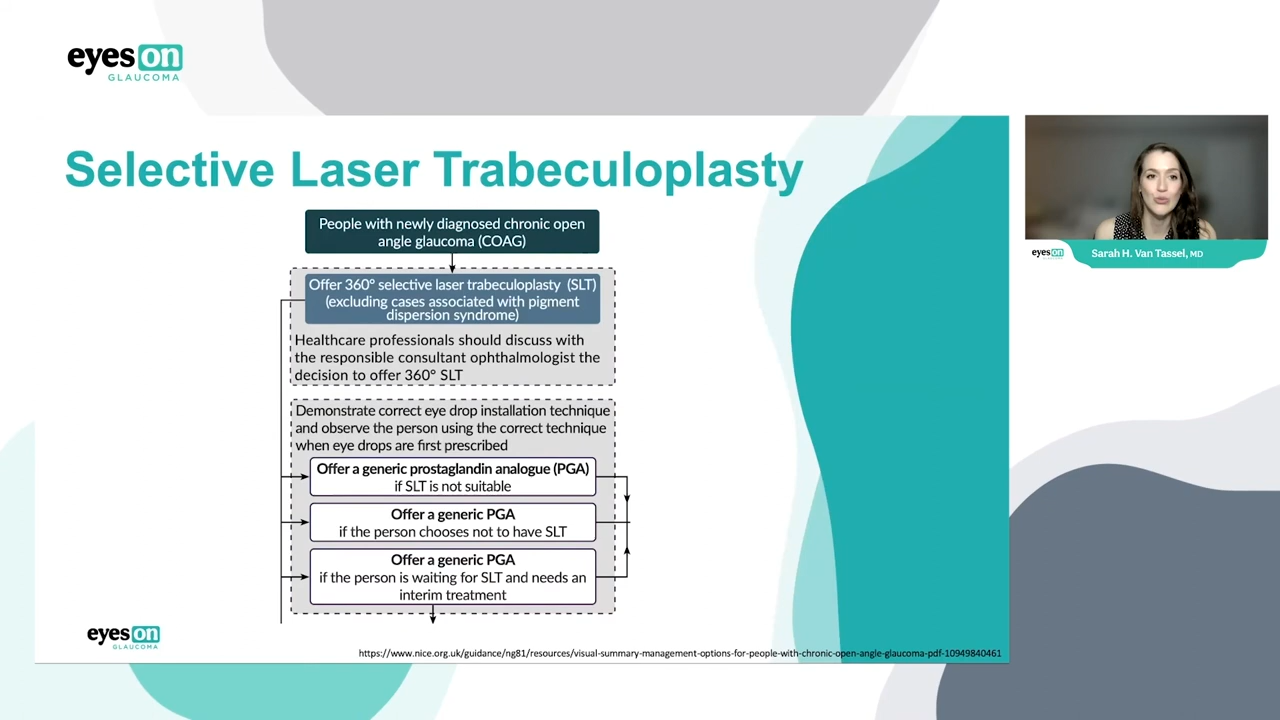 eyes on
GLAUCOMA
Selective Laser Trabeculoplasty
People with newly diagnosed chronic open
angle glaucoma (COAG)
Offer 360° selective laser trabeculoplasty (SLT)
(excluding cases associated with pigment
dispersion syndrome)
Healthcare professionals should discuss with
the responsible consultant ophthalmologist the
decision to offer 360° SLT
Demonstrate correct eye drop installation technique
and observe the person using the correct technique
when eye drops are first prescribed
Offer a generic prostaglandin analogue (PGA)
if SLT is not suitable
Offer a generic PGA
if the person chooses not to have SLT
Offer a generic PGA
if the person is waiting for SLT and needs an
interim treatment
eyes on
GLAUCOMA
https://www.nice.org.uk/guidance/ng81/resources/visual-summary-management-options-for-people-with-chronic-open-angle-glaucoma-pdf-10949840461
eyes on
Sarah H. Van Tassel, MD